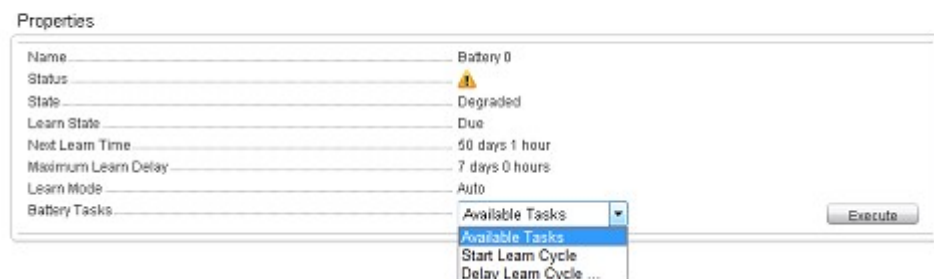 Properties
Name Battery 0
Status
State Degraded
Learn State Due
Next Learn Time 50 days 1 hour
Maximum Learn Delay 7 days 0 hours
Learn Mode Auto
Battery Tasks Available Tasks Execute
Available Tasks
Start Learn Cycle
Delay Learn Cycle ...